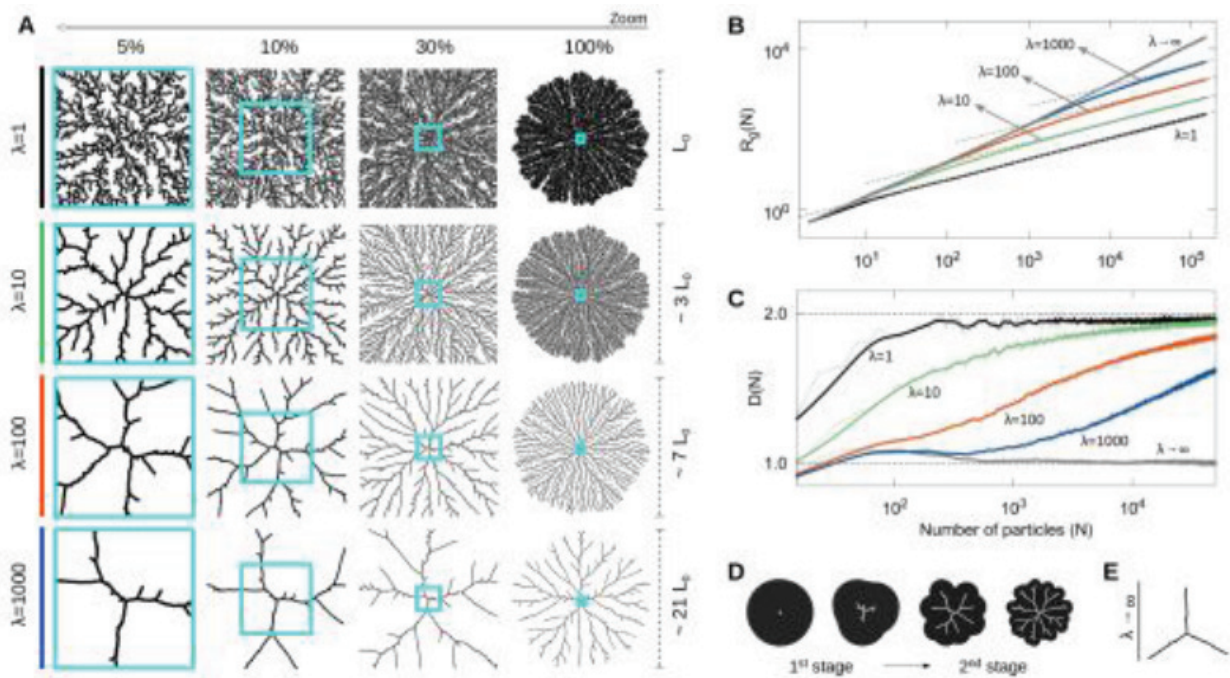 A
Zoom
5%
10%
30%
100%
λ=1
L₀
λ=10
~ 3 L₀
λ=100
~ 7 L₀
λ=1000
~ 21 L₀
B
R_g(N)
10⁴
10⁰
λ=1000
λ→∞
λ=100
λ=10
λ=1
10¹
10²
10³
10⁴
10⁵
C
D(N)
2.0
1.0
λ=1
λ=10
λ=100
λ=1000
λ→∞
10²
10³
10⁴
Number of particles (N)
D
1ˢᵗ stage
2ⁿᵈ stage
E
λ→∞